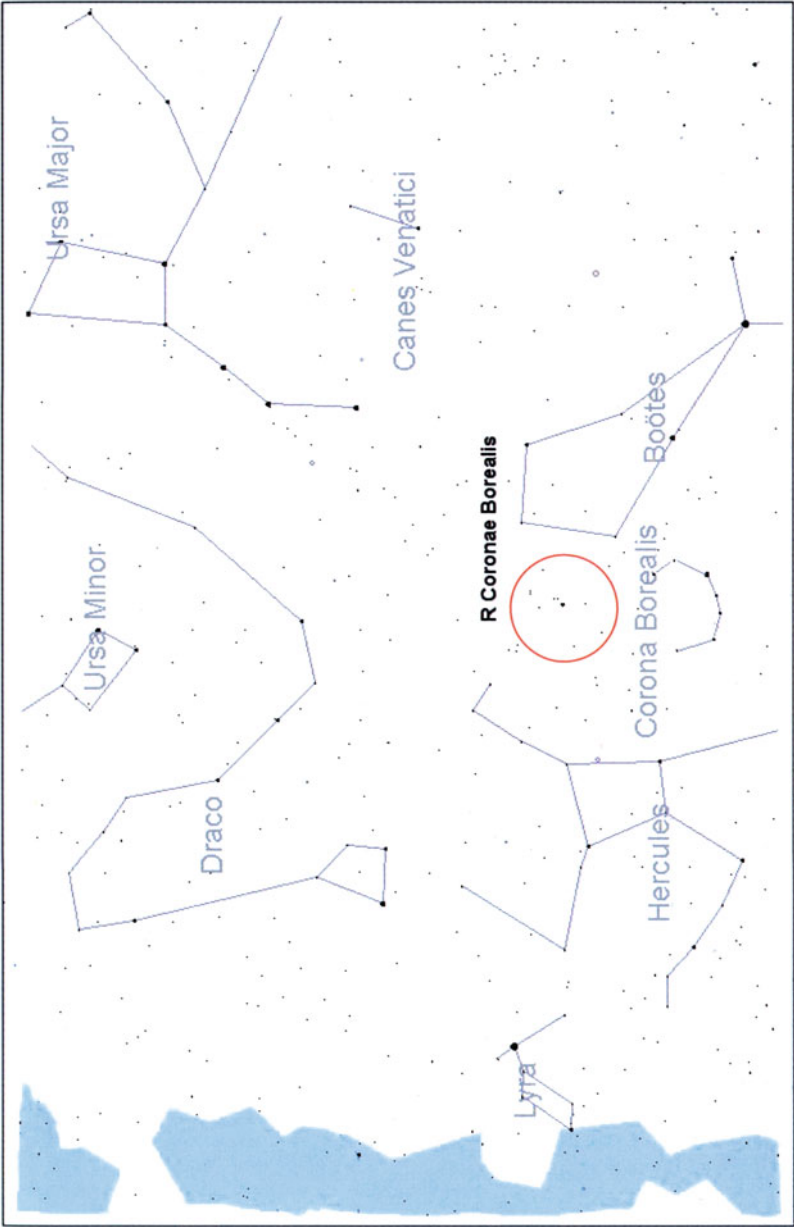 Ursa Major
Canes Venatici
Ursa Minor
R Coronae Borealis
Boötes
Corona Borealis
Draco
Hercules
Lyra